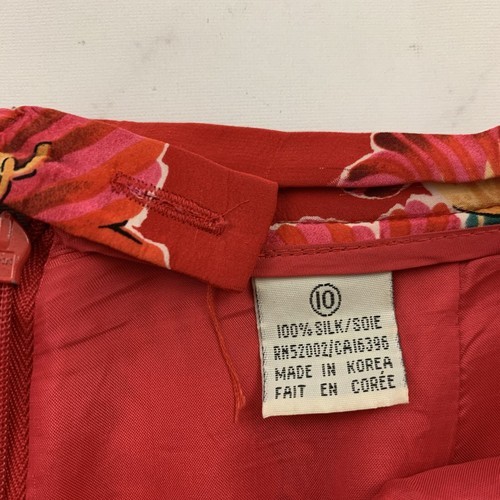 10
100% SILK/SOIE
RN52002/CA16396
MADE IN KOREA
FAIT EN CORÉE